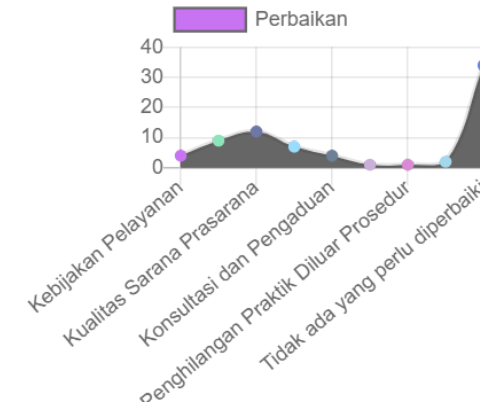 Perbaikan
40
30
20
10
0
Kebijakan Pelayanan
Kualitas Sarana Prasarana
Konsultasi dan Pengaduan
Penghilangan Praktik Diluar Prosedur
Tidak ada yang perlu diperbaiki